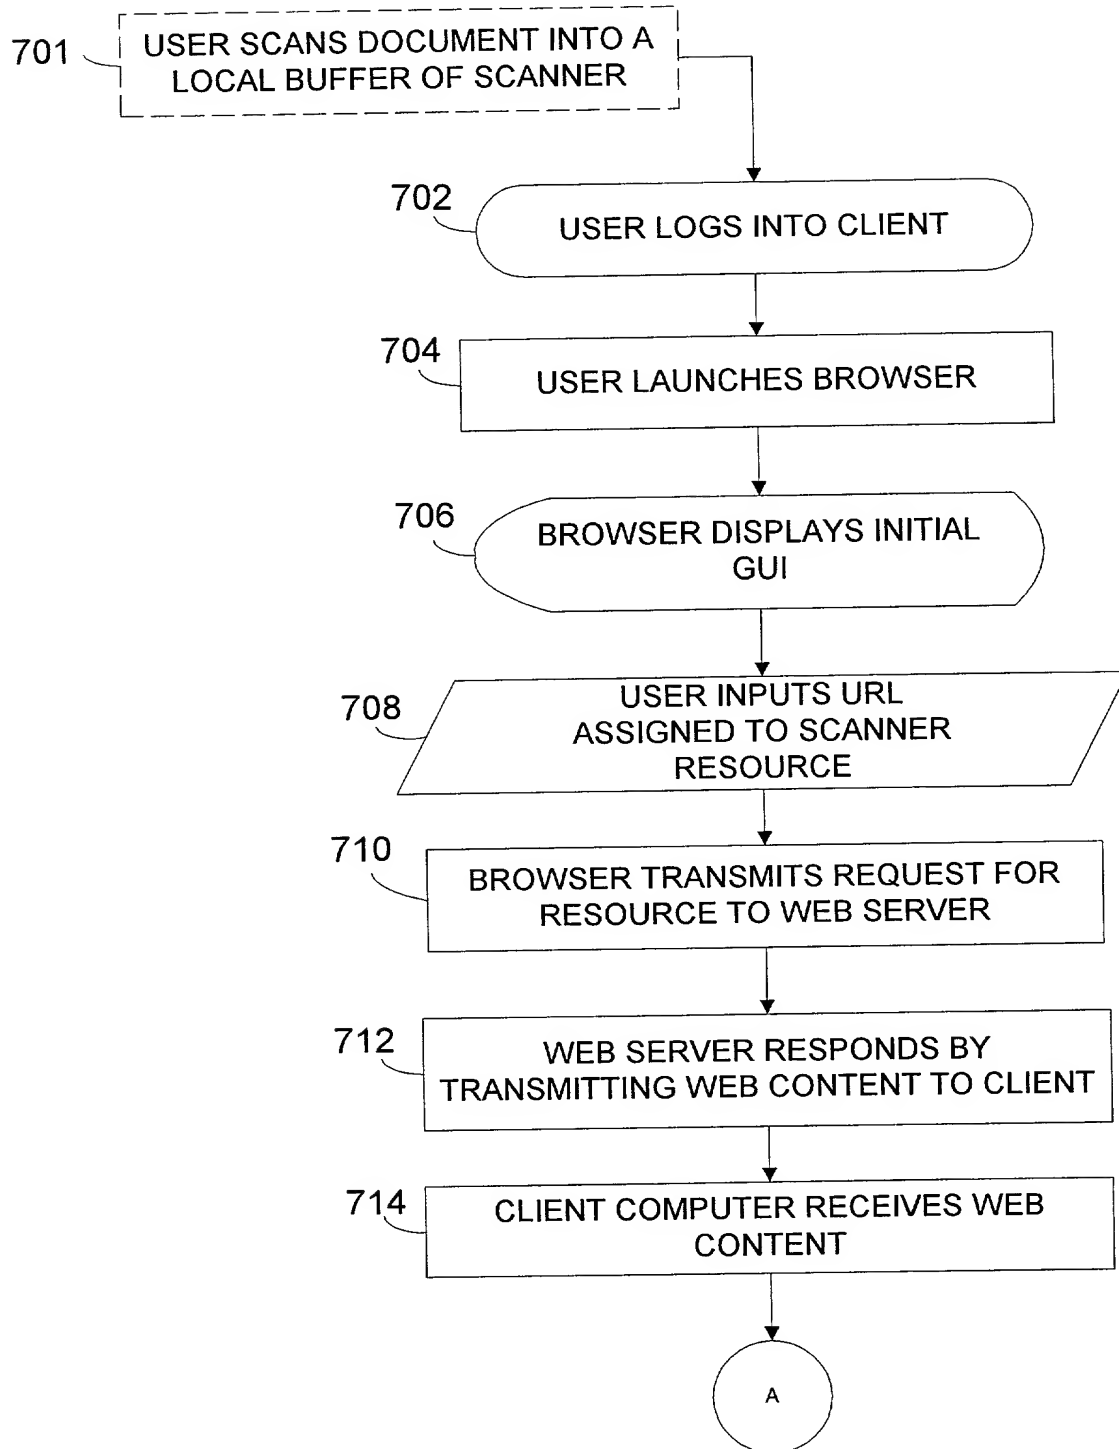 701
USER SCANS DOCUMENT INTO A
LOCAL BUFFER OF SCANNER
702
USER LOGS INTO CLIENT
704
USER LAUNCHES BROWSER
706
BROWSER DISPLAYS INITIAL
GUI
708
USER INPUTS URL
ASSIGNED TO SCANNER
RESOURCE
710
BROWSER TRANSMITS REQUEST FOR
RESOURCE TO WEB SERVER
712
WEB SERVER RESPONDS BY
TRANSMITTING WEB CONTENT TO CLIENT
714
CLIENT COMPUTER RECEIVES WEB
CONTENT
A